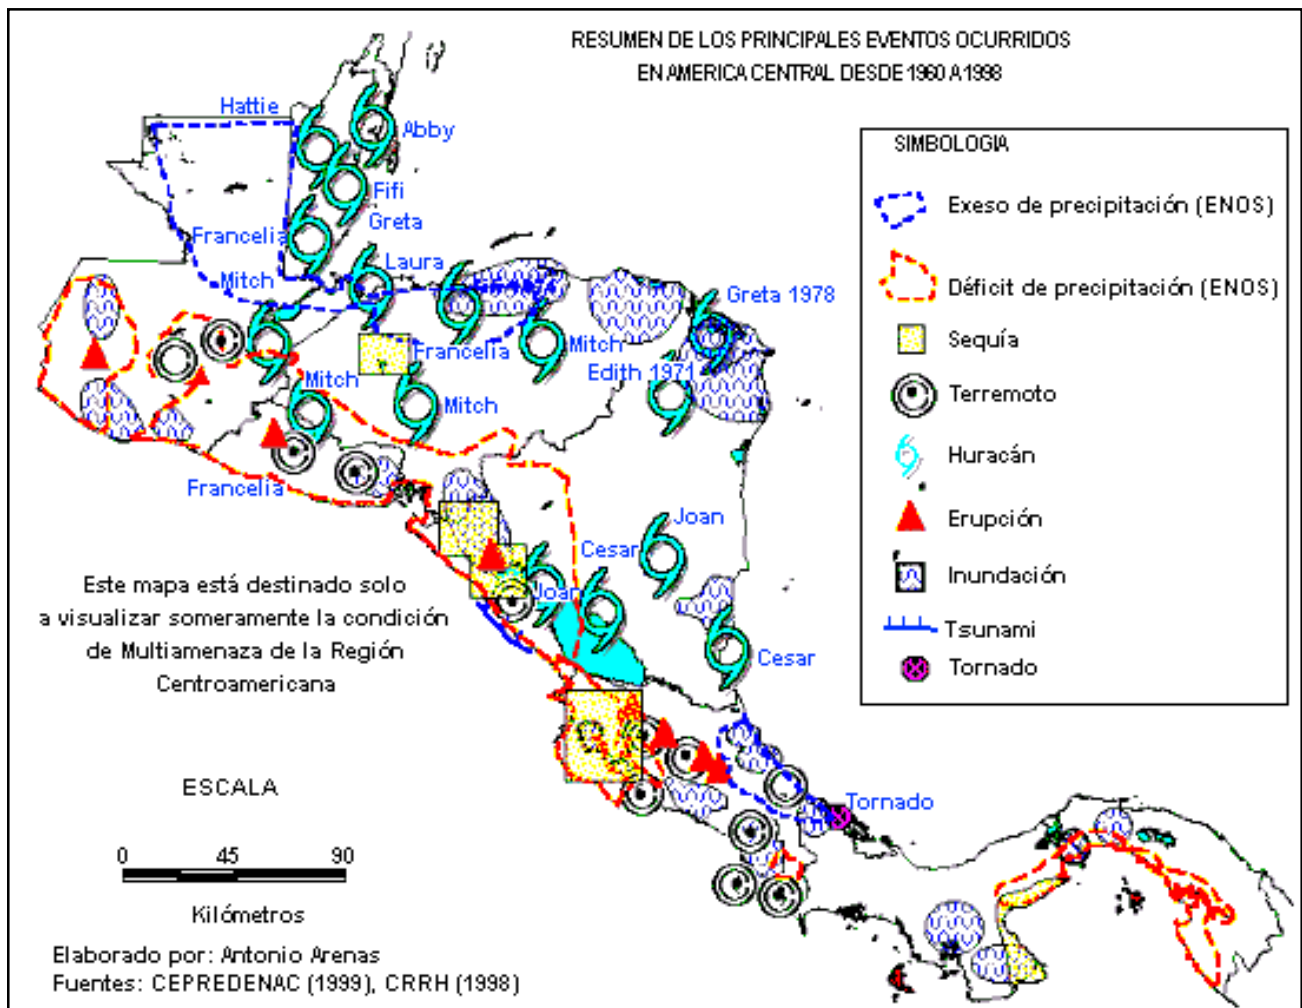 RESUMEN DE LOS PRINCIPALES EVENTOS OCURRIDOS
EN AMERICA CENTRAL DESDE 1960 A 1998
Hattie
Abby
Fifi
Greta
Francelia
Laura
Mitch
Greta 1978
Francelia
Mitch
Edith 1971
Mitch
Mitch
Francelia
Joan
Cesar
Joan
Cesar
Tornado
SIMBOLOGIA
Exeso de precipitación (ENOS)
Déficit de precipitación (ENOS)
Sequía
Terremoto
Huracán
Erupción
Inundación
Tsunami
Tornado
Este mapa está destinado solo
a visualizar someramente la condición
de Multiamenaza de la Región
Centroamericana
ESCALA
0 45 90
Kilómetros
Elaborado por: Antonio Arenas
Fuentes: CEPREDENAC (1999), CRRH (1998)